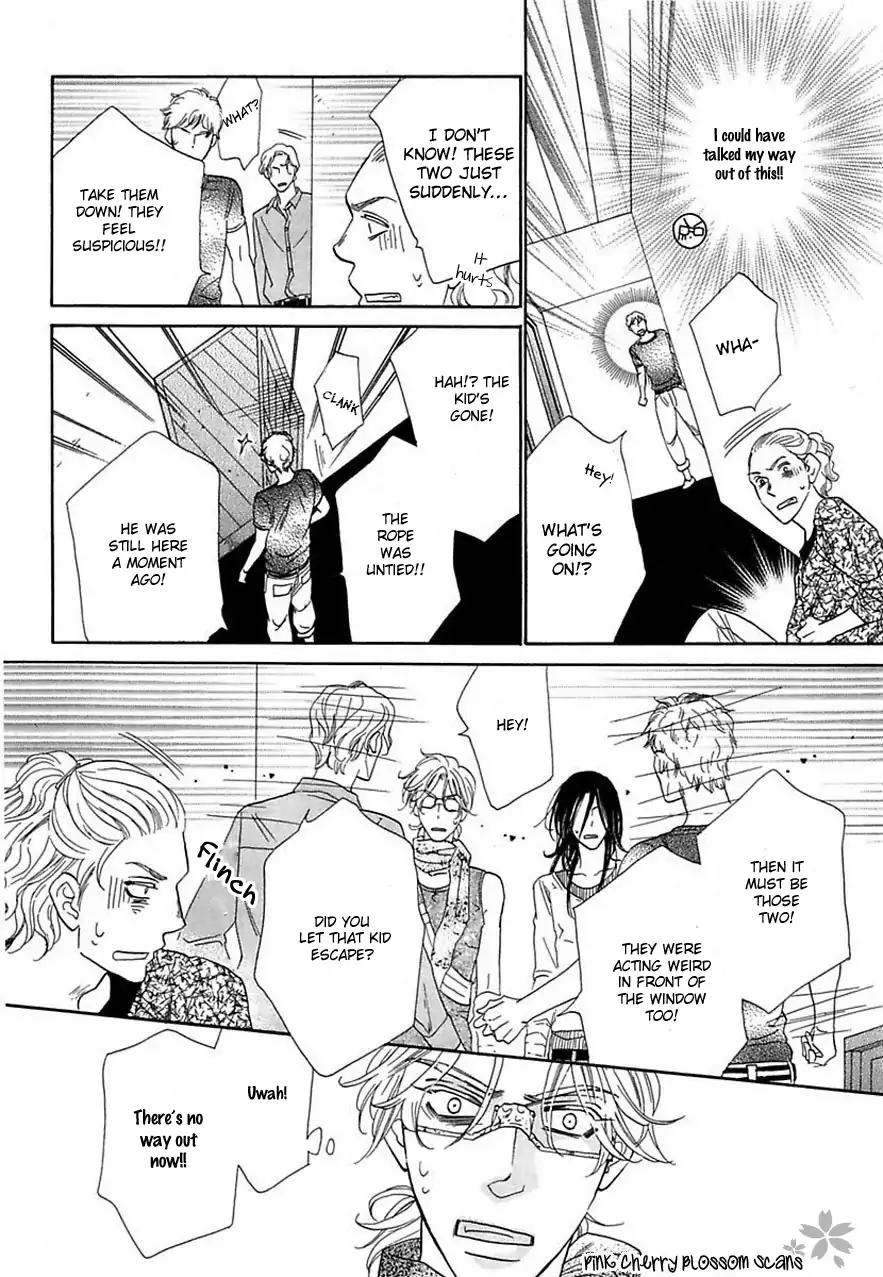 I could have
talked my way
out of this!!
WHA-
Hey!
WHAT'S
GOING
ON!?
I DON'T
KNOW! THESE
TWO JUST
SUDDENLY...
It
hurts
WHAT?
TAKE THEM
DOWN! THEY
FEEL
SUSPICIOUS!!
HAH!? THE
KID'S
GONE!
THE
ROPE
WAS
UNTIED!!
CLANK
HE WAS
STILL HERE
A MOMENT
AGO!
THEN IT
MUST BE
THOSE
TWO!
THEY WERE
ACTING WEIRD
IN FRONT OF
THE WINDOW
TOO!
HEY!
DID YOU
LET THAT KID
ESCAPE?
Flinch
Uwah!
There's no
way out
now!!
Pink Cherry Blossom Scans